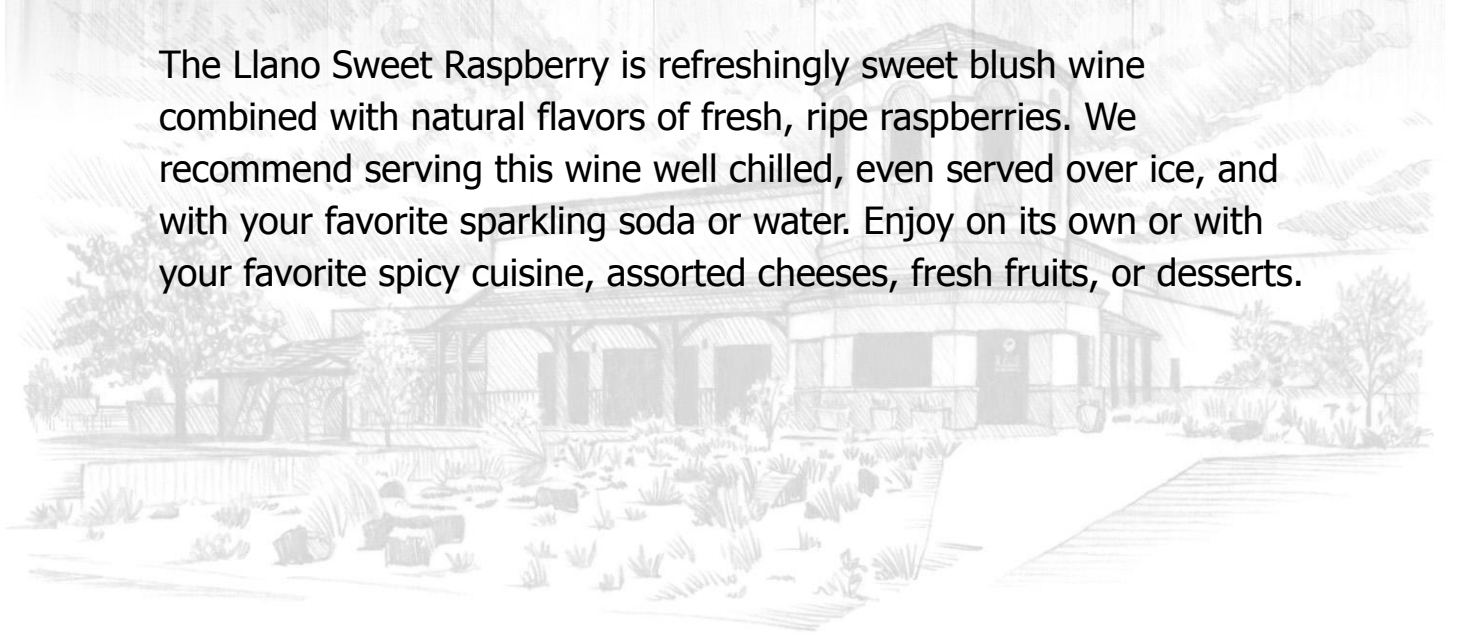 The Llano Sweet Raspberry is refreshingly sweet blush wine
combined with natural flavors of fresh, ripe raspberries. We
recommend serving this wine well chilled, even served over ice, and
with your favorite sparkling soda or water. Enjoy on its own or with
your favorite spicy cuisine, assorted cheeses, fresh fruits, or desserts.